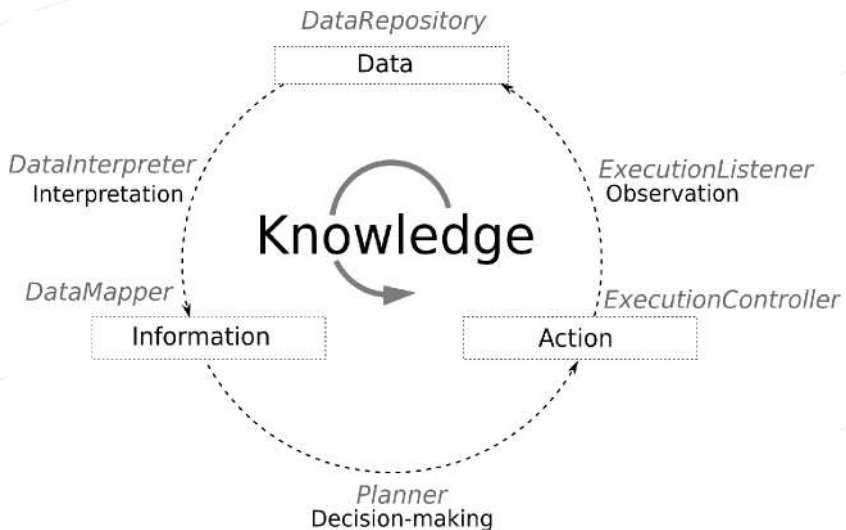 DataRepository
Data
DataInterpreter
Interpretation
ExecutionListener
Observation
Knowledge
DataMapper
Information
ExecutionController
Action
Planner
Decision-making